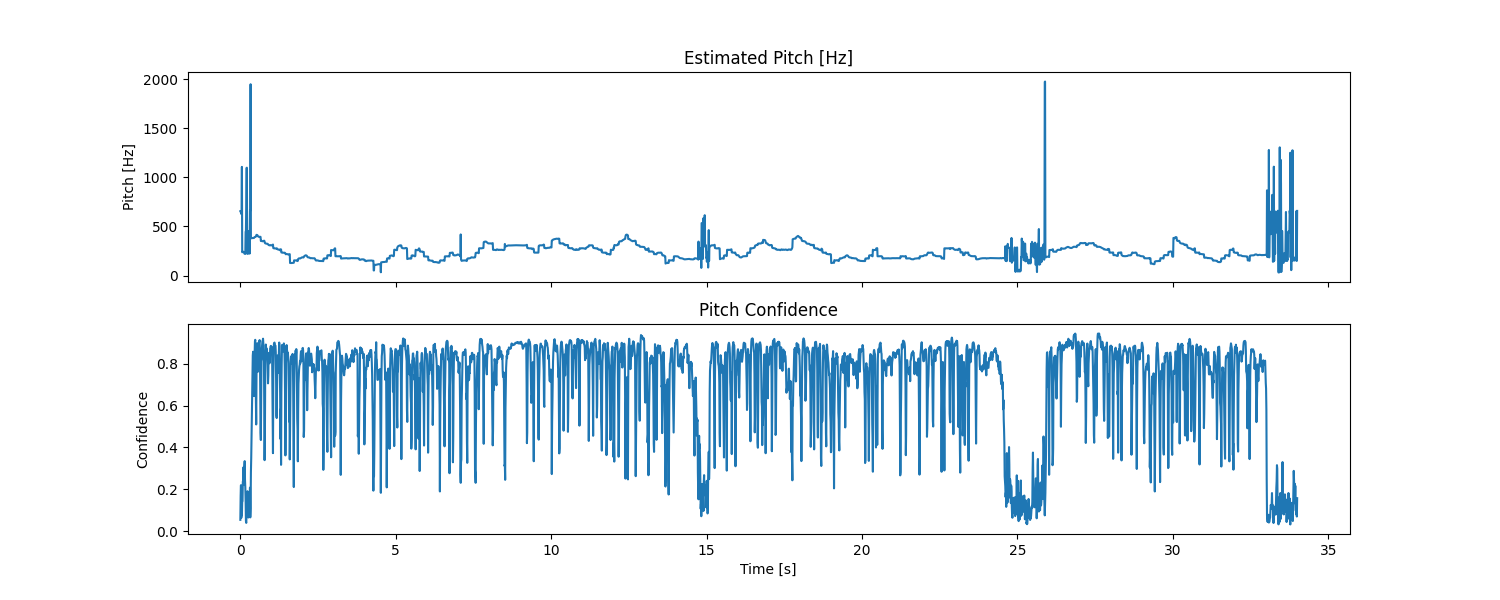 Estimated Pitch [Hz]
2000
1500
1000
500
0
Pitch [Hz]
Pitch Confidence
0.8
0.6
0.4
0.2
0.0
Confidence
0 5 10 15 20 25 30 35
Time [s]